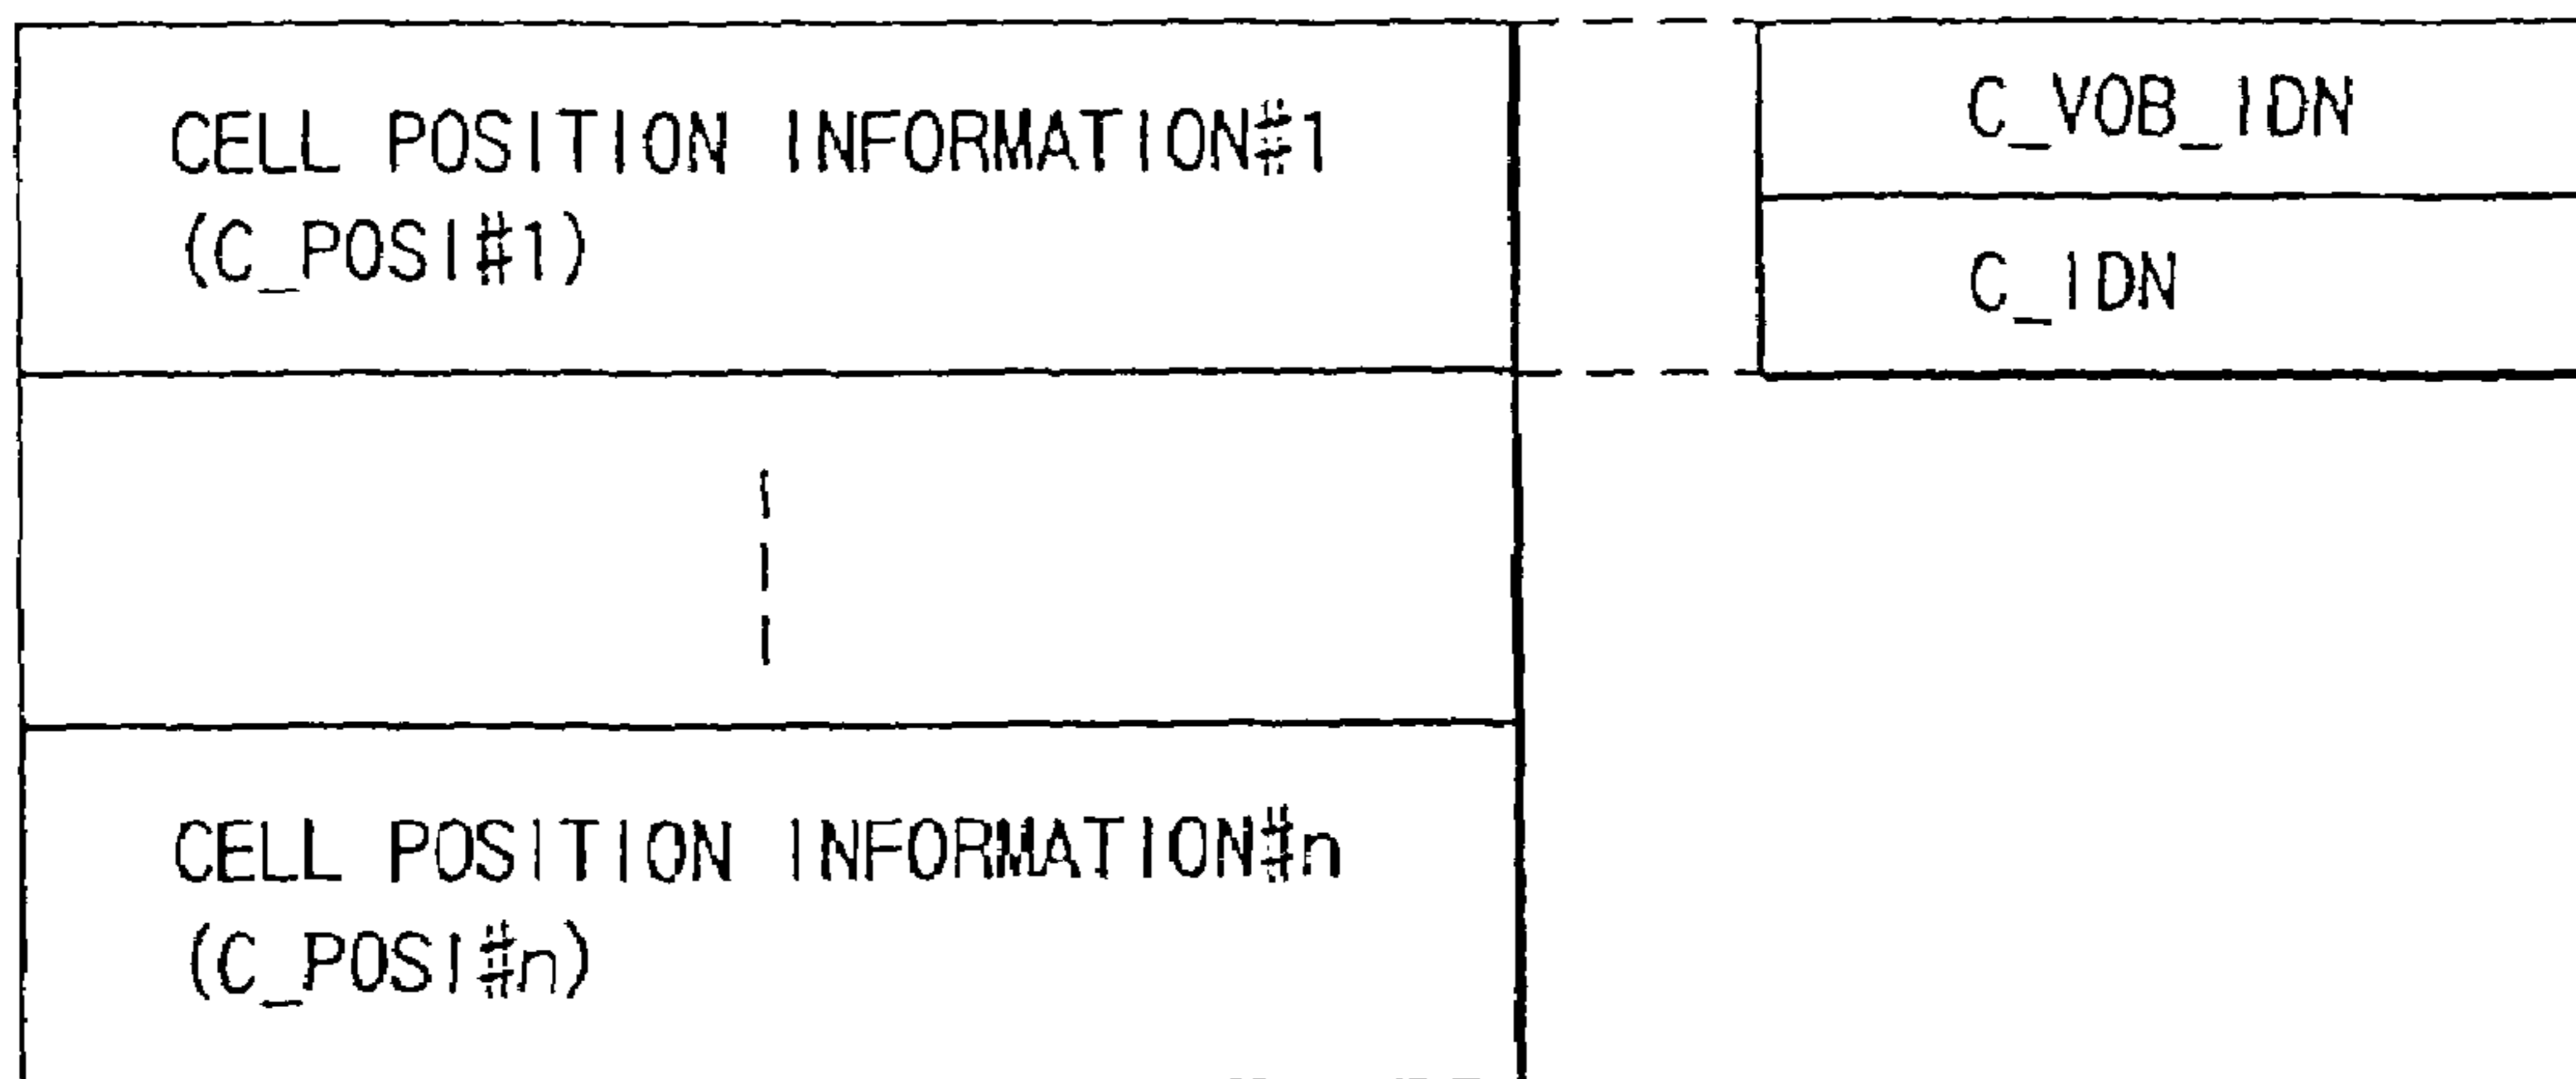 CELL POSITION INFORMATION#1
(C_POSI#1)
C_VOB_IDN
C_IDN
CELL POSITION INFORMATION#n
(C_POSI#n)